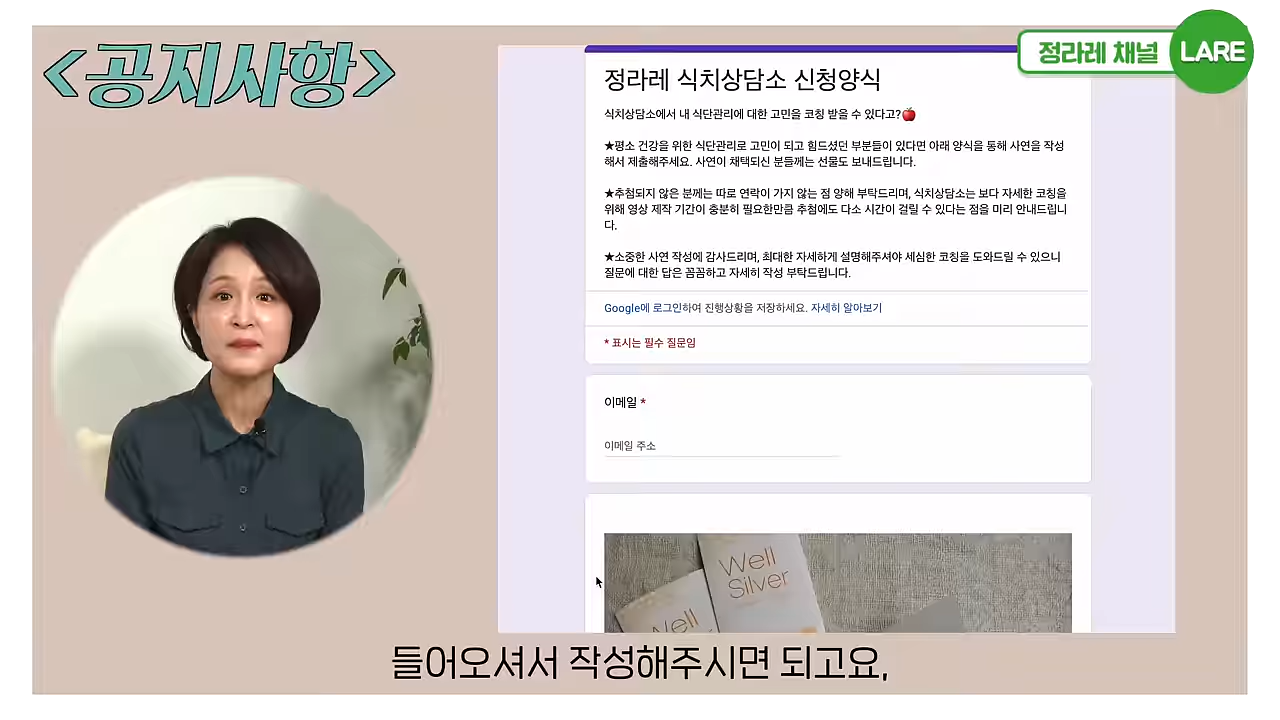 <공지사항>
정라레 채널 LARE
정라레 식치상담소 신청양식
식치상담소에서 내 식단관리에 대한 고민을 코칭 받을 수 있다고?🍎
★평소 건강을 위한 식단관리로 고민이 되고 힘드셨던 부분들이 있다면 아래 양식을 통해 사연을 작성
해서 제출해주세요. 사연이 채택되신 분들께는 선물도 보내드립니다.
★추첨되지 않은 분께는 따로 연락이 가지 않는 점 양해 부탁드리며, 식치상담소는 보다 자세한 코칭을
위해 영상 제작 기간이 충분히 필요한만큼 추첨에도 다소 시간이 걸릴 수 있다는 점을 미리 안내드립니
다.
★소중한 사연 작성에 감사드리며, 최대한 자세하게 설명해주셔야 세심한 코칭을 도와드릴 수 있으니
질문에 대한 답은 꼼꼼하고 자세히 작성 부탁드립니다.
Google에 로그인하여 진행상황을 저장하세요. 자세히 알아보기
* 표시는 필수 질문임
이메일 *
이메일 주소
Well
Silver
Well
들어오셔서 작성해주시면 되고요,